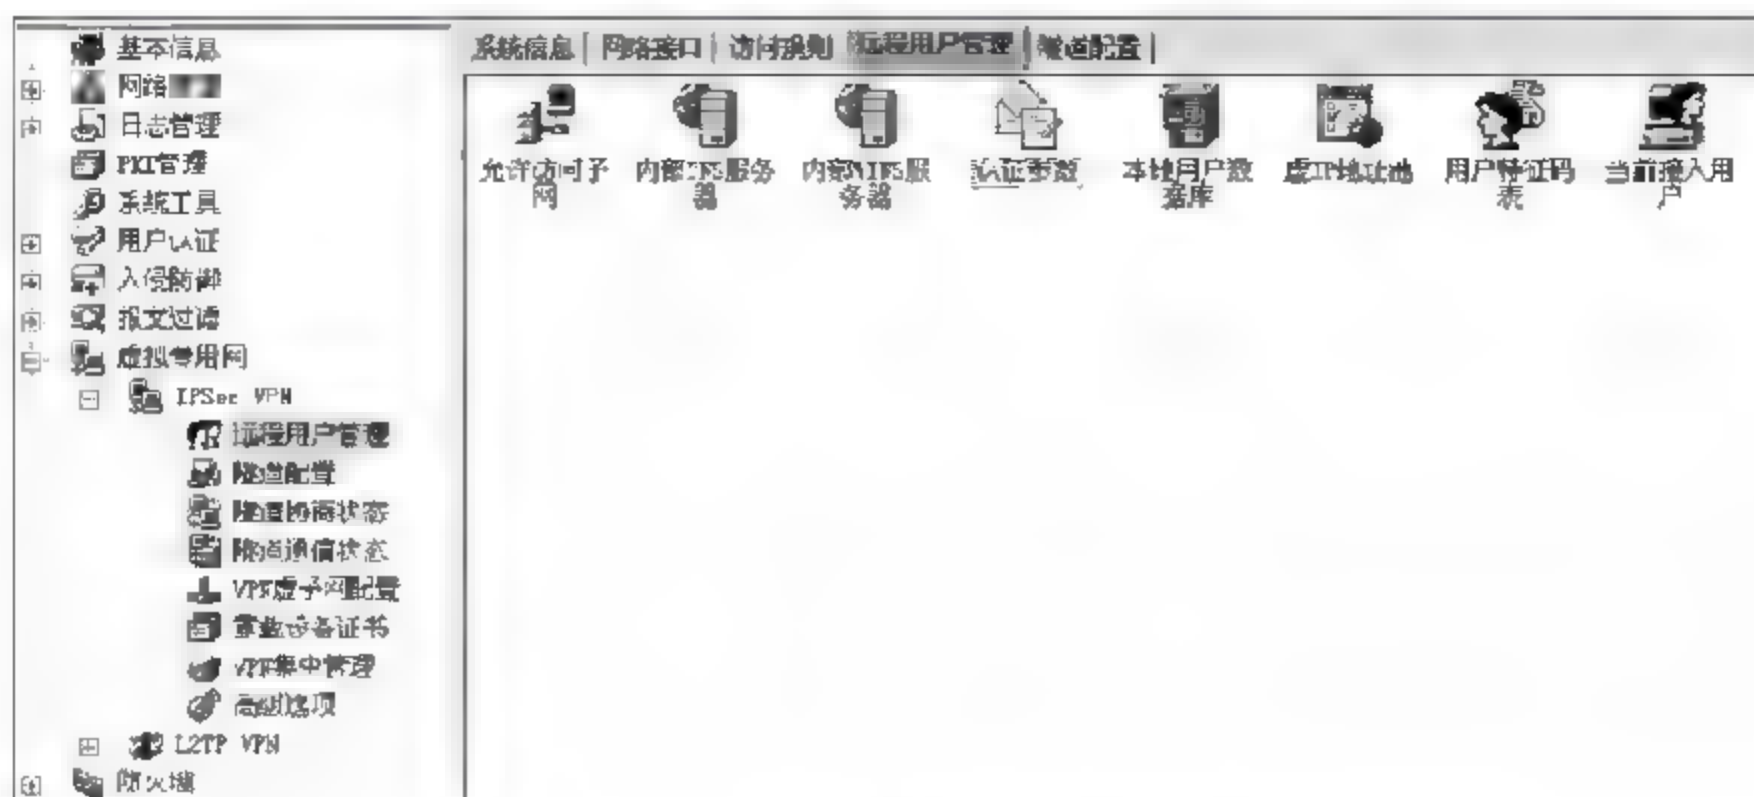 基本信息
网络
日志管理
PKI管理
系统工具
用户认证
入侵防御
报文过滤
虚拟专用网
IPSec VPN
远程用户管理
隧道配置
隧道协商状态
隧道通信状态
VPN虚子网配置
重载设备证书
VPN集中管理
高级选项
L2TP VPN
防火墙
系统信息 | 网络接口 | 访问规则 | 远程用户管理 | 隧道配置 |
允许访问子网
内部DNS服务器
内部WINS服务器
认证参数
本地用户数据库
虚IP地址池
用户特征码表
当前接入用户